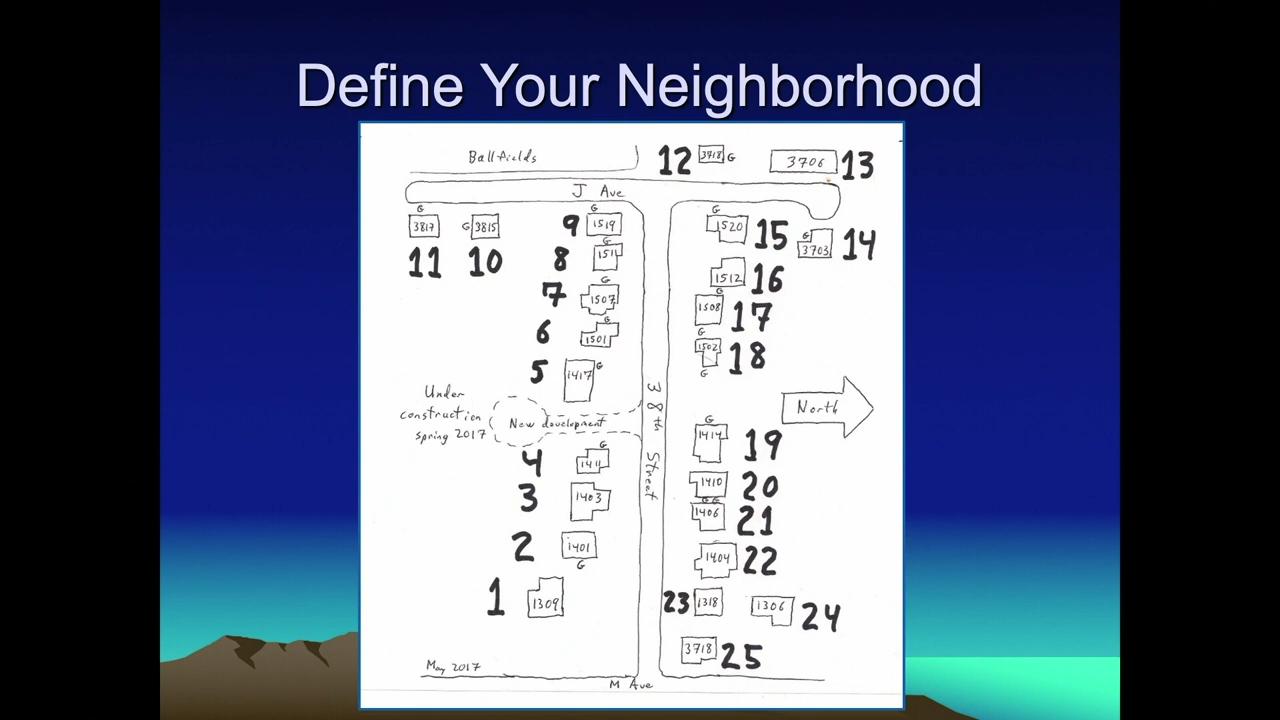 Define Your Neighborhood
Ballfields
12 3718 G
3706 13
J Ave
G
3817
11
G 3815
10
G
9 1519
G
8 1511
G
7 1507
G
6 1501
5 1417 G
Under
construction
spring 2017
New development
G
4 1411
3 1403
2 1401
G
1 1309
38th Street
G
1520 15
G
3703 14
1512 16
G
1508 17
G
1502 18
G
North
G
1414 19
1410 20
G G
1406 21
1404 22
23 1318
1306 24
3718 25
May 2017
M Ave